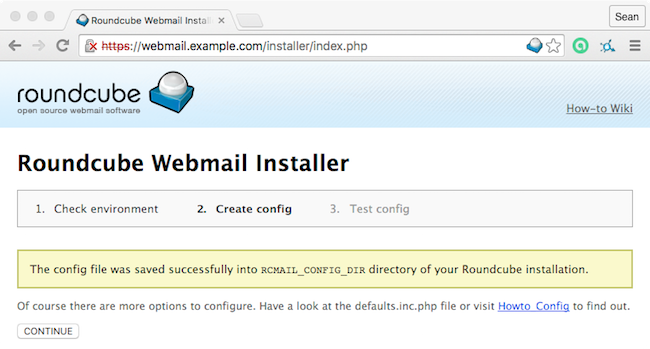 Roundcube Webmail Instal
Sean
https://webmail.example.com/installer/index.php
roundcube
open source webmail software
How-to Wiki
Roundcube Webmail Installer
1. Check environment 2. Create config 3. Test config
The config file was saved successfully into RCMAIL_CONFIG_DIR directory of your Roundcube installation.
Of course there are more options to configure. Have a look at the defaults.inc.php file or visit Howto_Config to find out.
CONTINUE